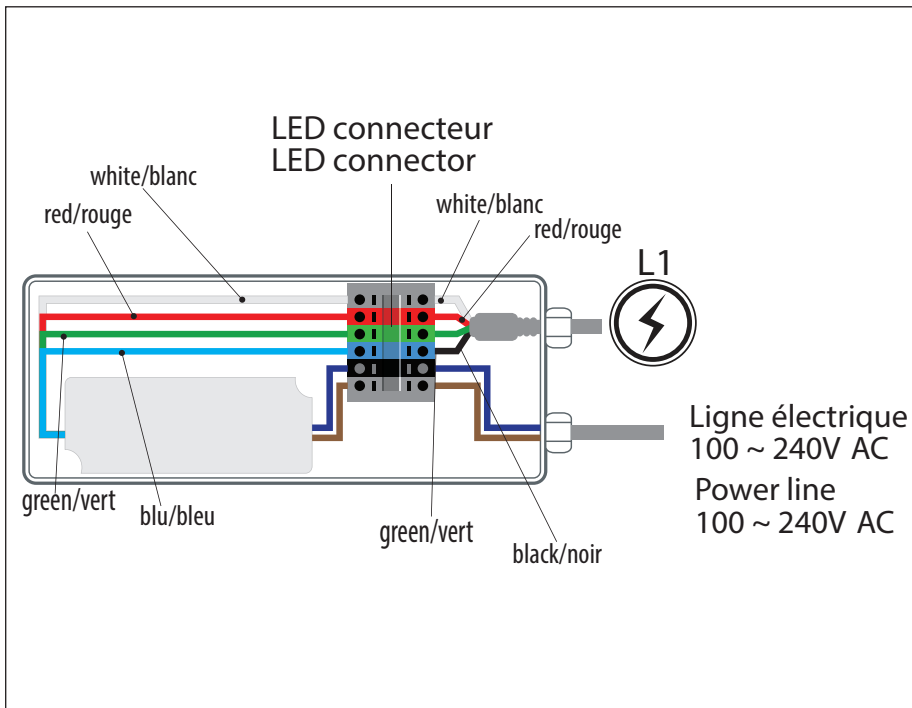 LED connecteur
LED connector
white/blanc
red/rouge
white/blanc
red/rouge
L1
Ligne électrique
100 ~ 240V AC
Power line
100 ~ 240V AC
green/vert
blu/bleu
green/vert
black/noir